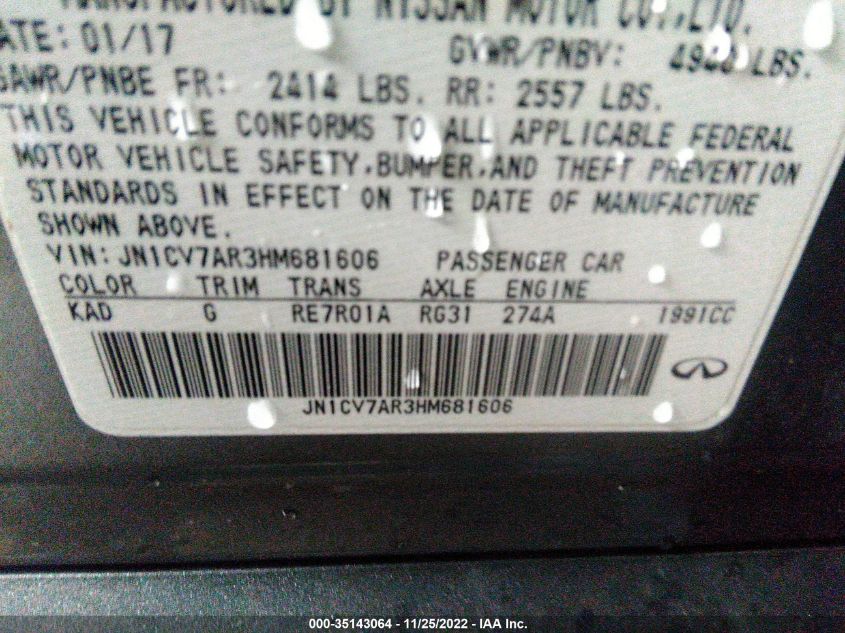 MANUFACTURED BY NISSAN MOTOR CO., LTD.
ATE: 01/17 GVWR/PNBV: LBS.
GAWR/PNBE FR: 2414 LBS. RR: 2557 LBS.
THIS VEHICLE CONFORMS TO ALL APPLICABLE FEDERAL
MOTOR VEHICLE SAFETY, BUMPER, AND THEFT PREVENTION
STANDARDS IN EFFECT ON THE DATE OF MANUFACTURE
SHOWN ABOVE.
VIN: JN1CV7AR3HM681606 PASSENGER CAR
COLOR TRIM TRANS AXLE ENGINE
KAD G RE7R01A RG31 274A 1991CC
JN1CV7AR3HM681606
000-35143064 - 11/25/2022 - IAA Inc.